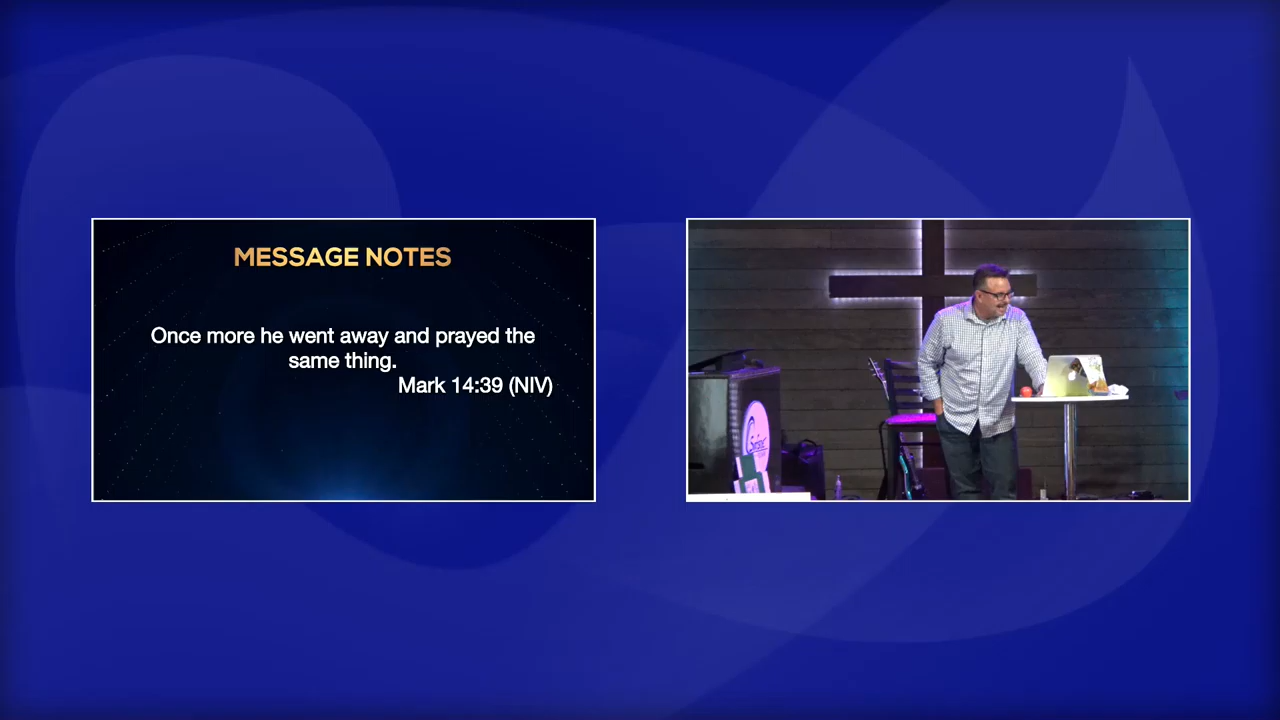 MESSAGE NOTES
Once more he went away and prayed the
same thing.
Mark 14:39 (NIV)